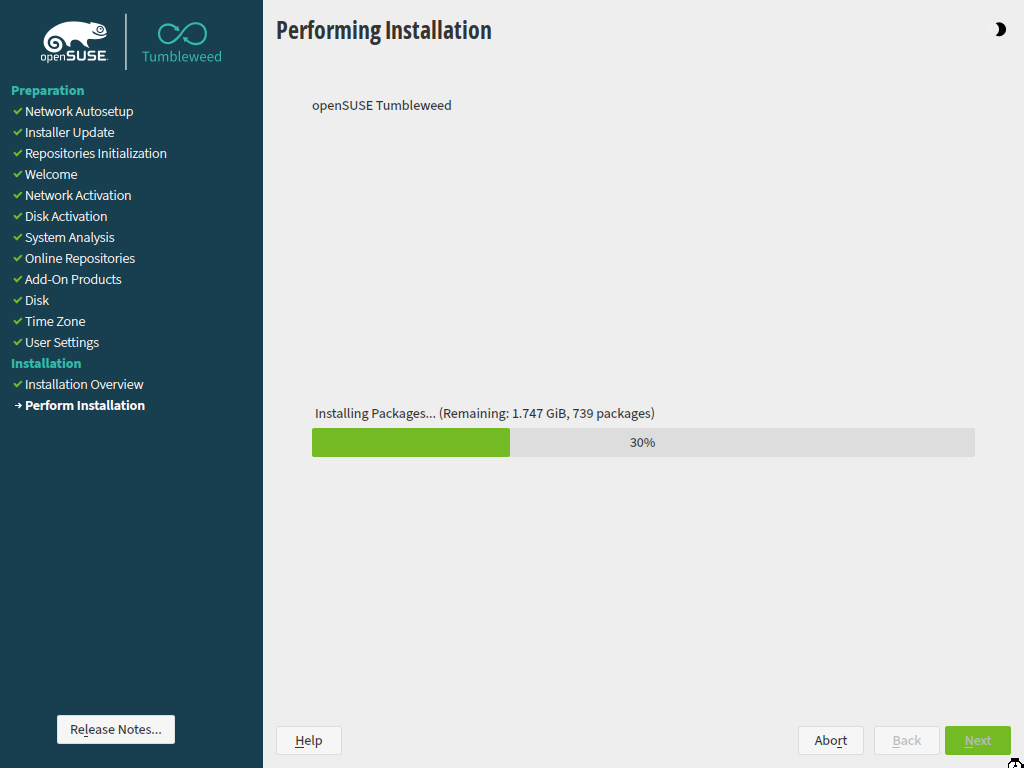 openSUSE
Tumbleweed
Preparation
Network Autosetup
Installer Update
Repositories Initialization
Welcome
Network Activation
Disk Activation
System Analysis
Online Repositories
Add-On Products
Disk
Time Zone
User Settings
Installation
Installation Overview
Perform Installation
Release Notes...
Performing Installation
openSUSE Tumbleweed
Installing Packages... (Remaining: 1.747 GiB, 739 packages)
30%
Help
Abort
Back
Next